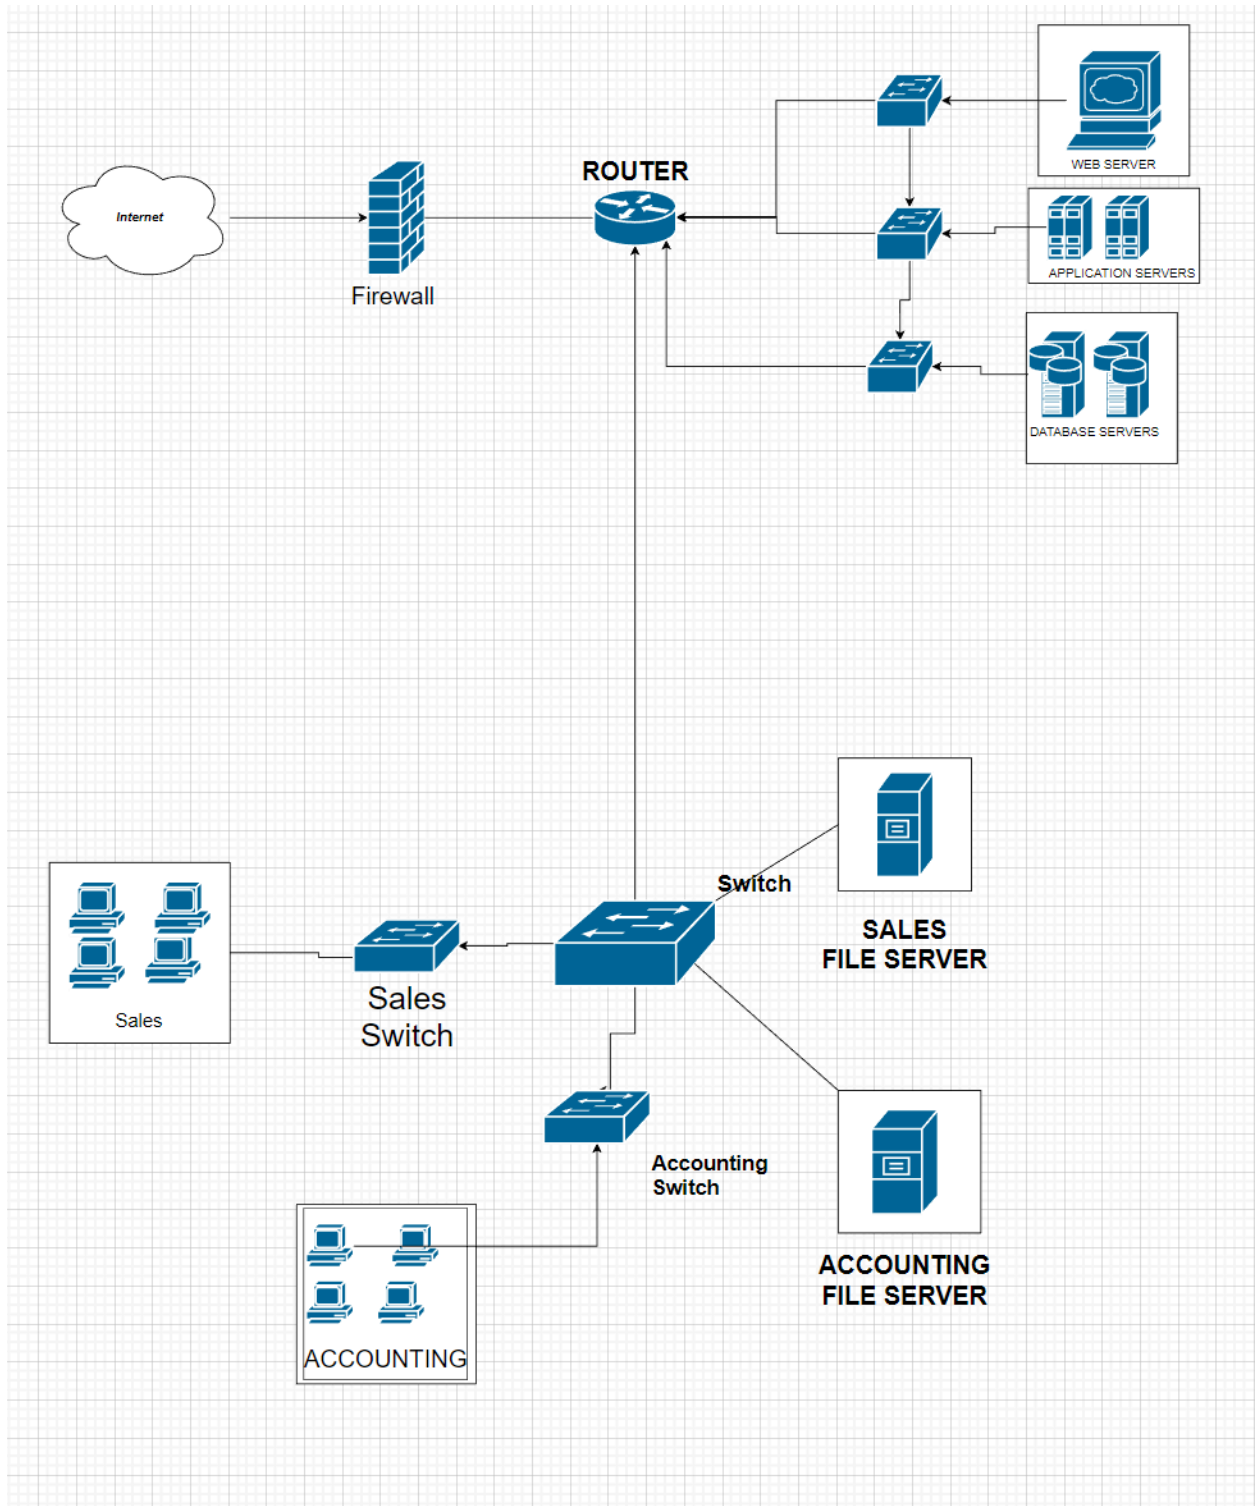 WEB SERVER
ROUTER
Internet
APPLICATION SERVERS
Firewall
DATABASE SERVERS
Switch
SALES
FILE SERVER
Sales
Switch
Sales
Accounting
Switch
ACCOUNTING
FILE SERVER
ACCOUNTING